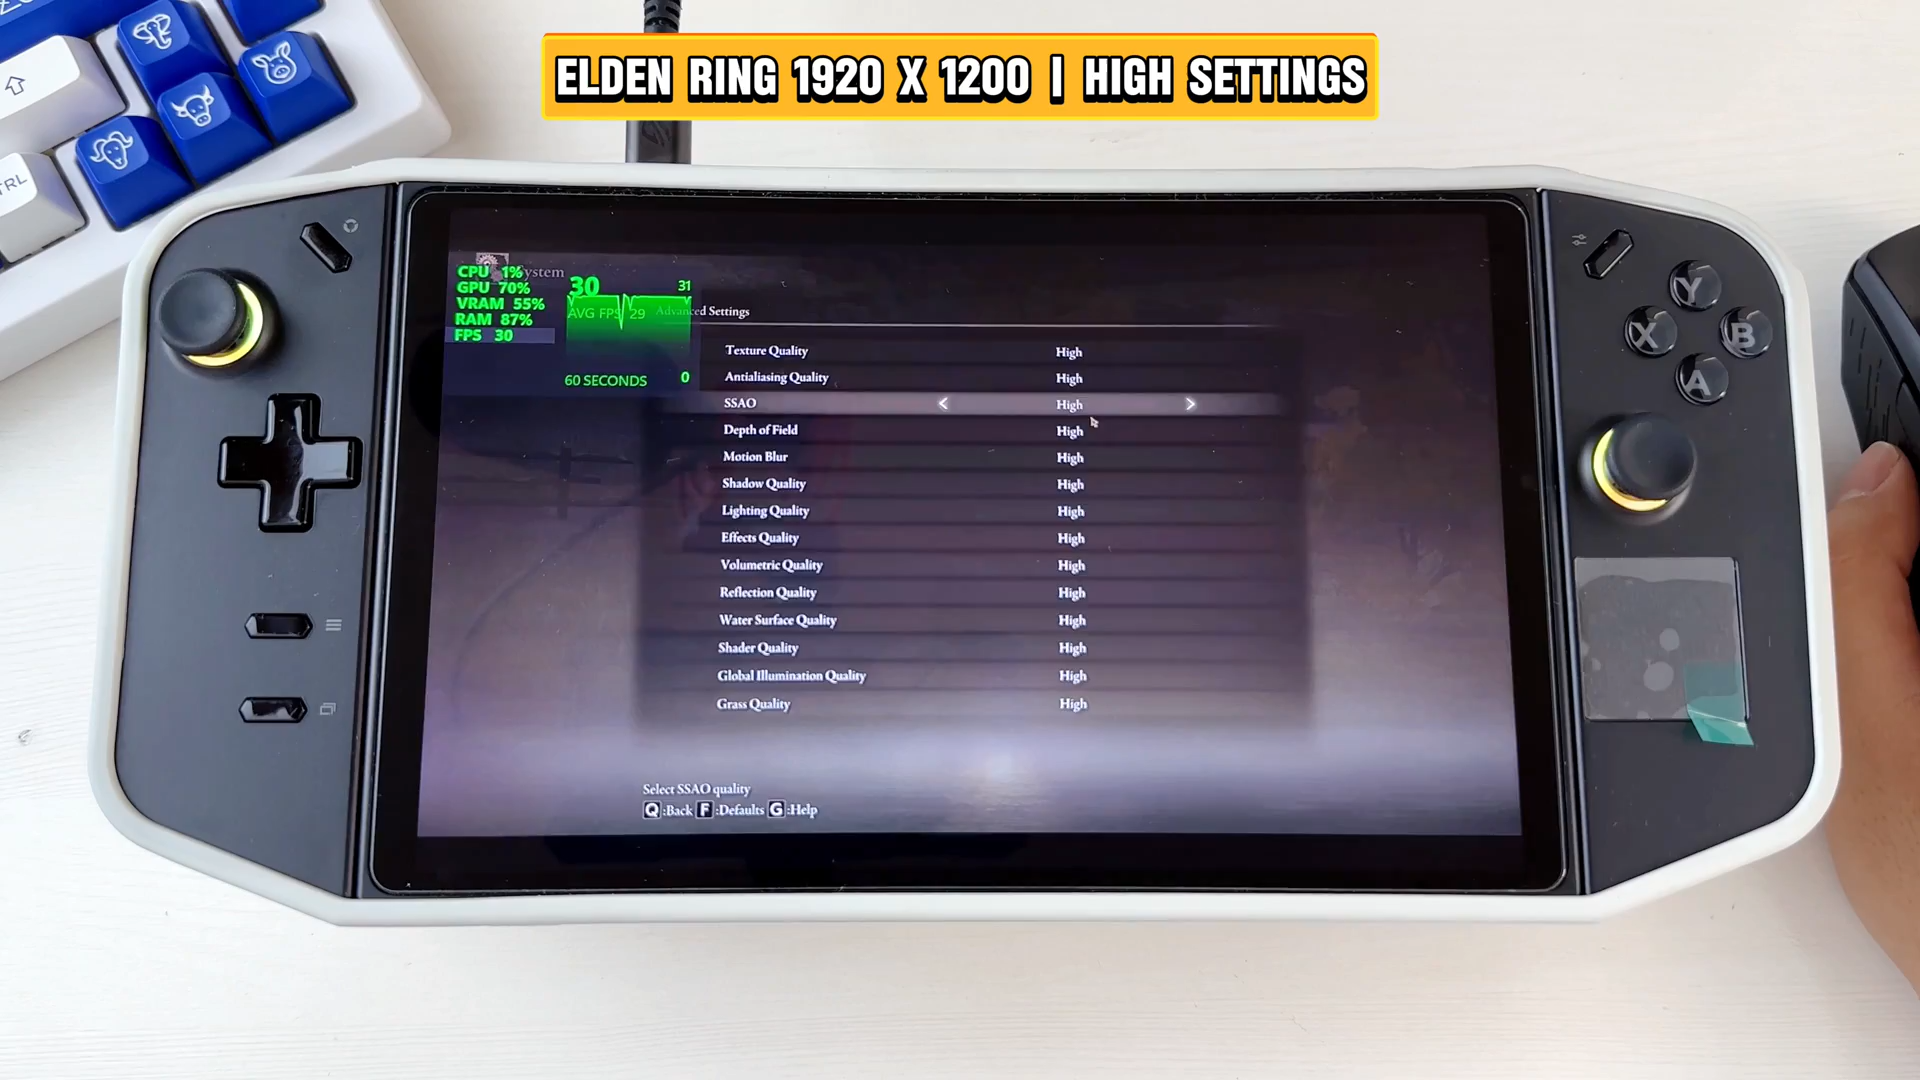 ELDEN RING 1920 X 1200 | HIGH SETTINGS
TRL
System
CPU 1%
GPU 70%
VRAM 55%
RAM 87%
FPS 30
30
31
AVG FPS 29
60 SECONDS 0
Advanced Settings
Texture Quality High
Antialiasing Quality High
SSAO < High >
Depth of Field High
Motion Blur High
Shadow Quality High
Lighting Quality High
Effects Quality High
Volumetric Quality High
Reflection Quality High
Water Surface Quality High
Shader Quality High
Global Illumination Quality High
Grass Quality High
Select SSAO quality
Q:Back F:Defaults G:Help
Y
X
B
A